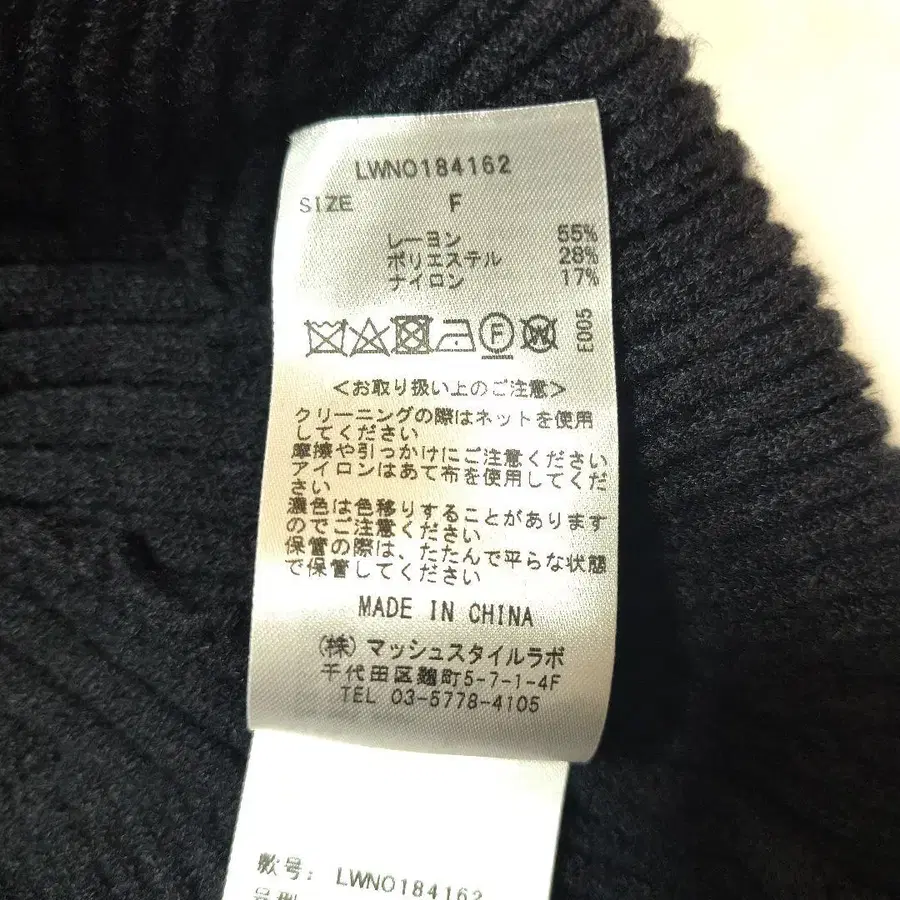 LWNO184162
SIZE F
レーヨン 55%
ポリエステル 28%
ナイロン 17%
F
W
E005
<お取り扱い上のご注意>
クリーニングの際はネットを使用
してください
摩擦や引っかけにご注意ください
アイロンはあて布を使用してくだ
さい
濃色は色移りすることがあります
のでご注意ください
保管の際は、たたんで平らな状態
で保管してください
MADE IN CHINA
(株) マッシュスタイルラボ
千代田区麹町5-7-1-4F
TEL 03-5778-4105
款号: LWNO184162